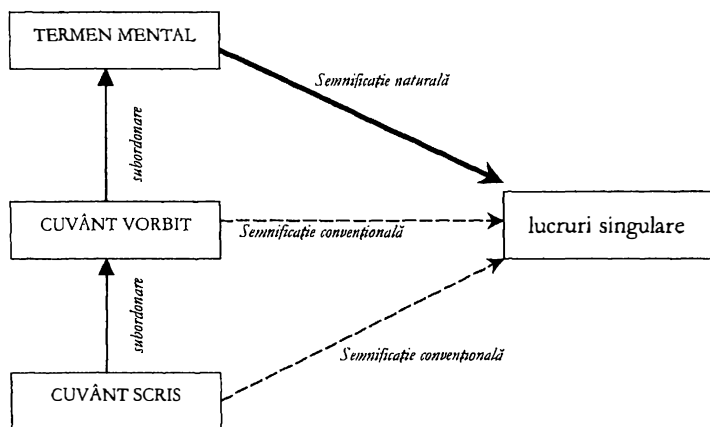 TERMEN MENTAL
Semnificație naturală
subordonare
CUVÂNT VORBIT
Semnificație convențională
lucruri singulare
subordonare
Semnificație convențională
CUVÂNT SCRIS